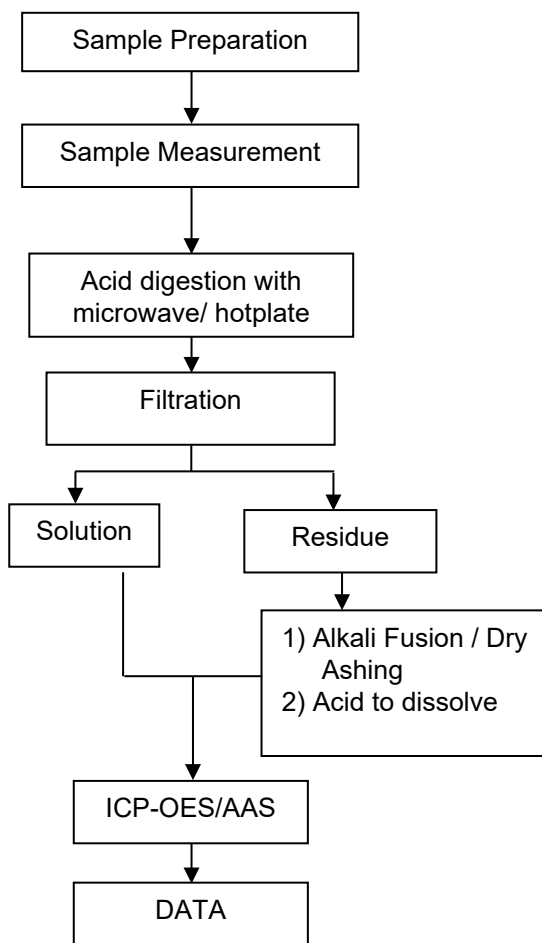 Sample Preparation
Sample Measurement
Acid digestion with
microwave/ hotplate
Filtration
Solution
Residue
1) Alkali Fusion / Dry
Ashing
2) Acid to dissolve
ICP-OES/AAS
DATA